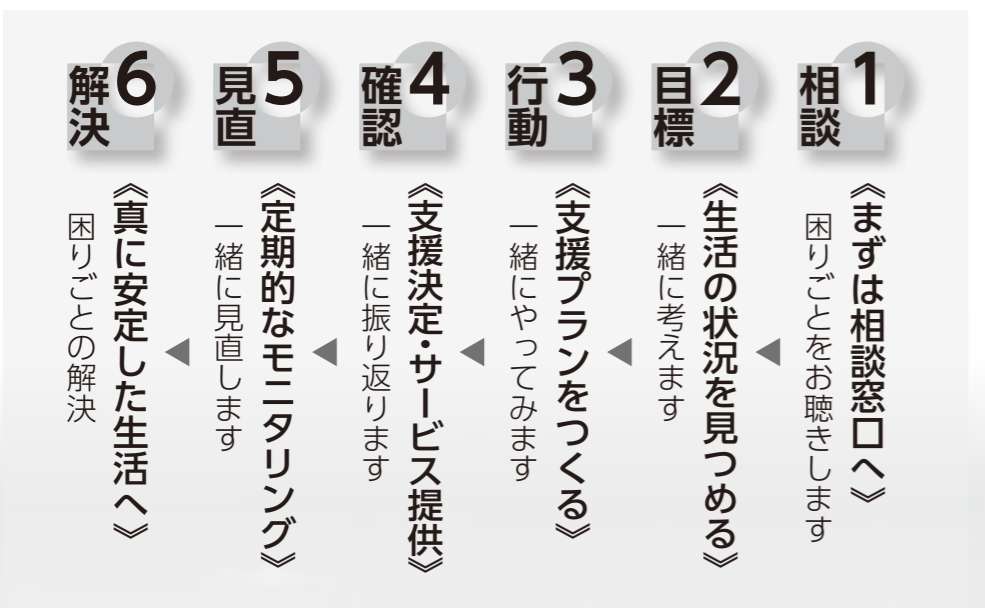 1
相談
《まずは相談窓口へ》
困りごとをお聴きします
2
目標
《生活の状況を見つめる》
一緒に考えます
3
行動
《支援プランをつくる》
一緒にやってみます
4
確認
《支援決定・サービス提供》
一緒に振り返ります
5
見直
《定期的なモニタリング》
一緒に見直します
6
解決
《真に安定した生活へ》
困りごとの解決